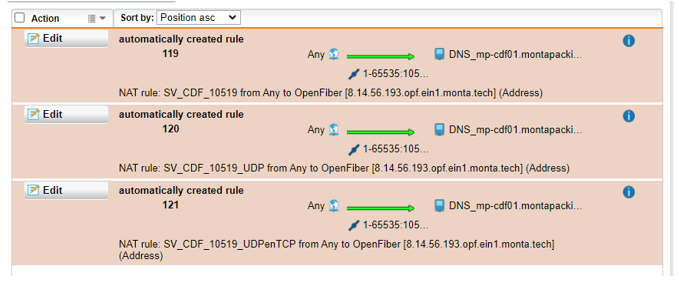 Action Sort by: Position asc
Edit automatically created rule
119 Any DNS_mp-cdf01.montapacki...
1-65535:105...
NAT rule: SV_CDF_10519 from Any to OpenFiber [8.14.56.193.opf.ein1.monta.tech] (Address)
Edit automatically created rule
120 Any DNS_mp-cdf01.montapacki...
1-65535:105...
NAT rule: SV_CDF_10519_UDP from Any to OpenFiber [8.14.56.193.opf.ein1.monta.tech] (Address)
Edit automatically created rule
121 Any DNS_mp-cdf01.montapacki...
1-65535:105...
NAT rule: SV_CDF_10519_UDPenTCP from Any to OpenFiber [8.14.56.193.opf.ein1.monta.tech]
(Address)